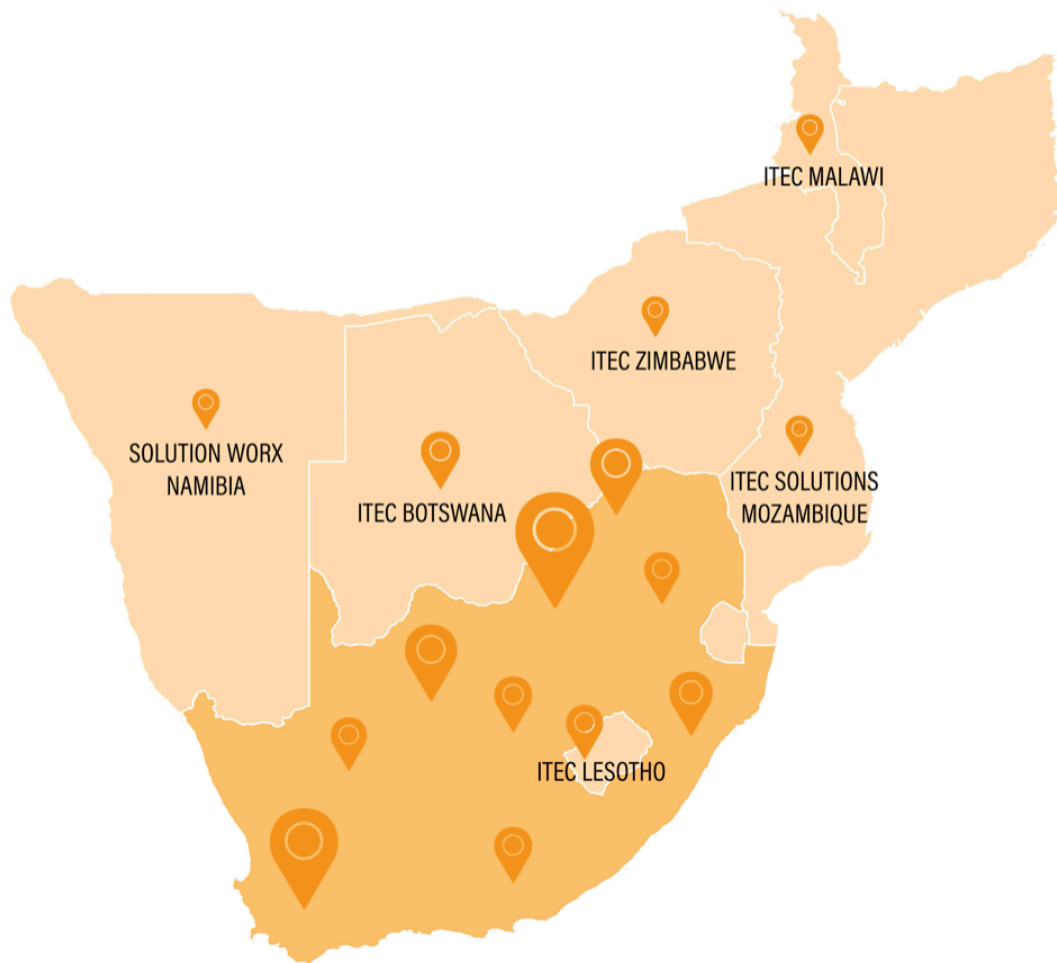 ITEC MALAWI
ITEC ZIMBABWE
SOLUTION WORX
NAMIBIA
ITEC BOTSWANA
ITEC SOLUTIONS
MOZAMBIQUE
ITEC LESOTHO